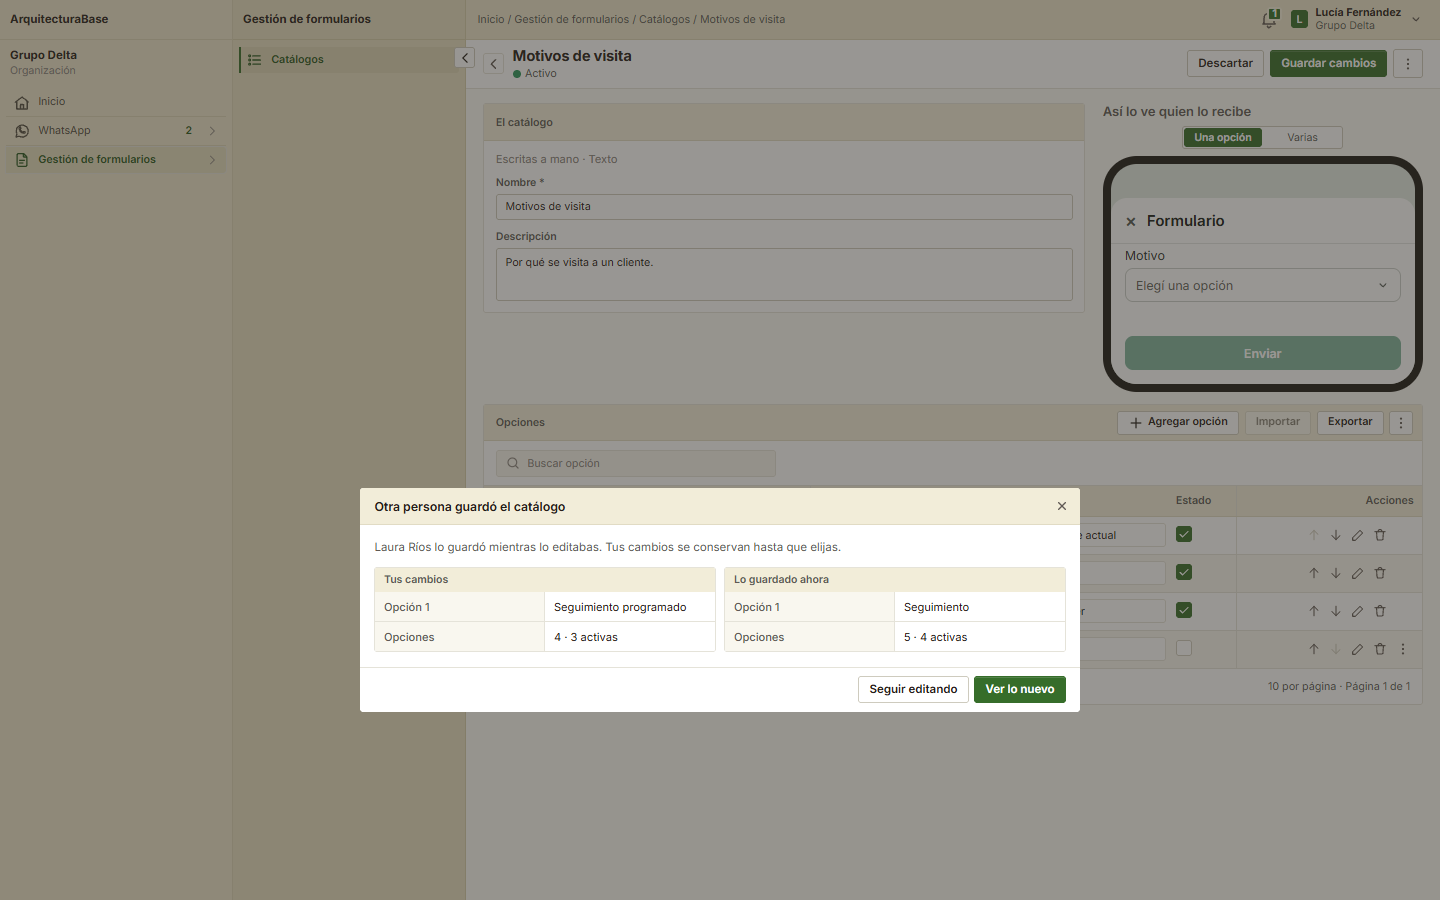 ArquitecturaBase
Gestión de formularios
Inicio / Gestión de formularios / Catálogos / Motivos de visita
1
L
Lucía Fernández
Grupo Delta
Grupo Delta
Organización
Inicio
WhatsApp 2
Gestión de formularios
Catálogos
Motivos de visita
Activo
Descartar
Guardar cambios
El catálogo
Escritas a mano · Texto
Nombre *
Motivos de visita
Descripción
Por qué se visita a un cliente.
Así lo ve quien lo recibe
Una opción
Varias
Formulario
Motivo
Elegí una opción
Enviar
Opciones
Agregar opción
Importar
Exportar
Buscar opción
Estado
Acciones
actual
10 por página · Página 1 de 1
Otra persona guardó el catálogo
Laura Ríos lo guardó mientras lo editabas. Tus cambios se conservan hasta que elijas.
Tus cambios
Opción 1 Seguimiento programado
Opciones 4 · 3 activas
Lo guardado ahora
Opción 1 Seguimiento
Opciones 5 · 4 activas
Seguir editando
Ver lo nuevo